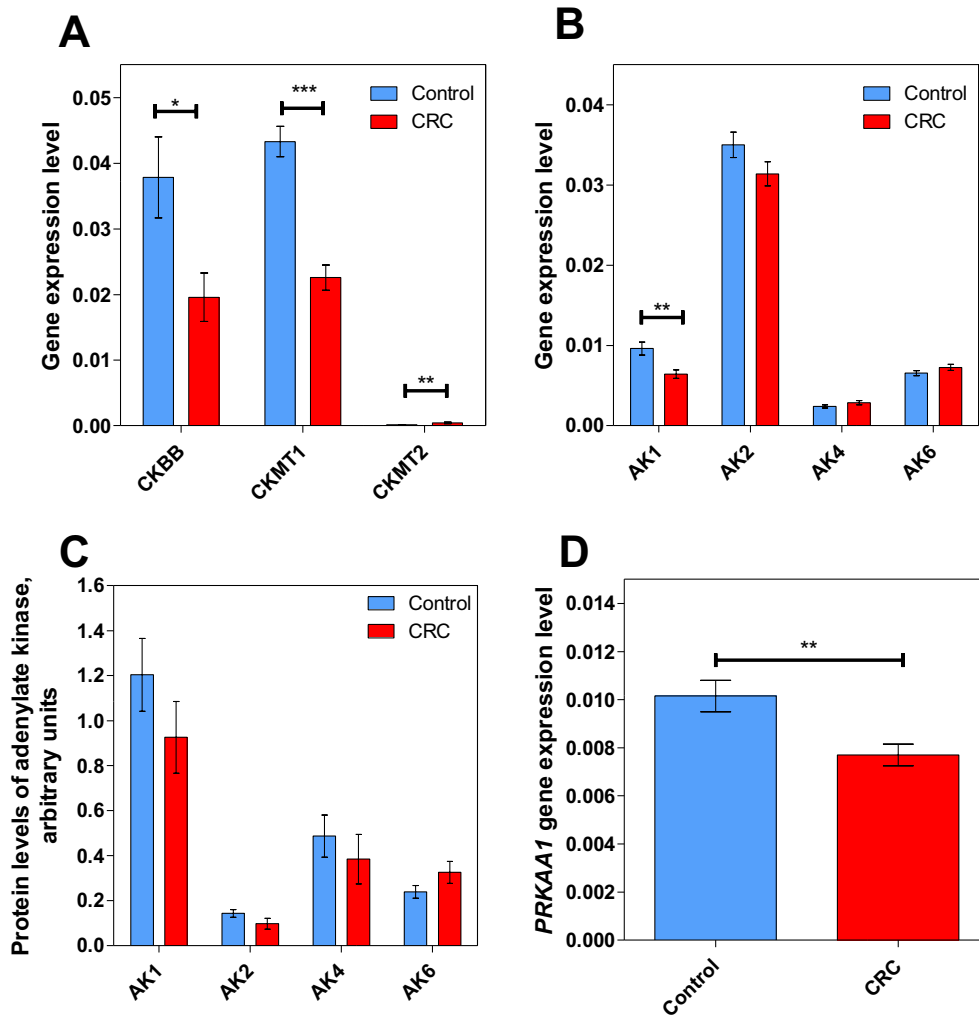 A
Gene expression level
0.05
0.04
0.03
0.02
0.01
0.00
Control
CRC
*
***
**
CKBB
CKMT1
CKMT2
B
Gene expression level
0.04
0.03
0.02
0.01
0.00
Control
CRC
**
AK1
AK2
AK4
AK6
C
Protein levels of adenylate kinase,
arbitrary units
1.6
1.4
1.2
1.0
0.8
0.6
0.4
0.2
0.0
Control
CRC
AK1
AK2
AK4
AK6
D
PRKAA1 gene expression level
0.014
0.012
0.010
0.008
0.006
0.004
0.002
0.000
**
Control
CRC